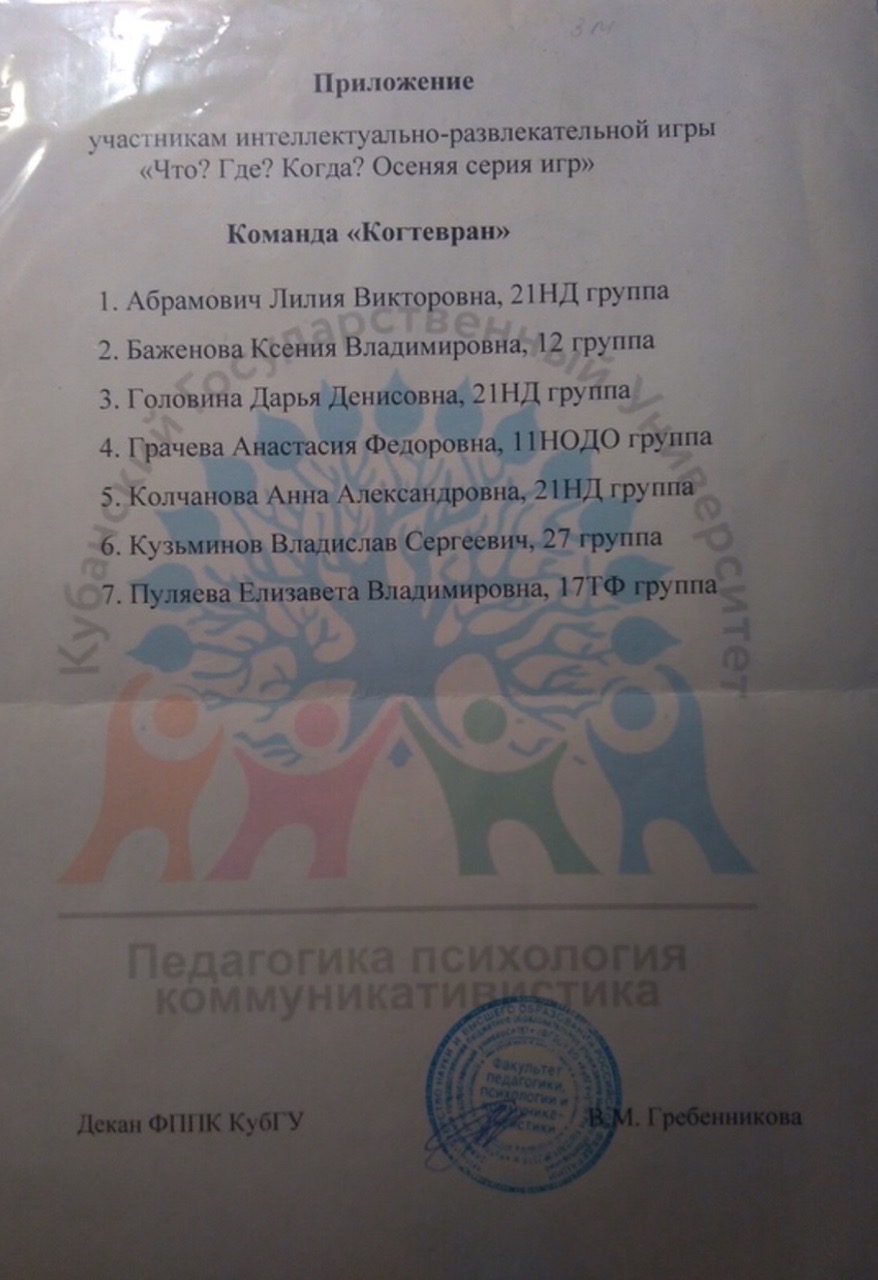 Приложение
участникам интеллектуально-развлекательной игры
«Что? Где? Когда? Осеняя серия игр»
Команда «Когтевран»
1. Абрамович Лилия Викторовна, 21НД группа
2. Баженова Ксения Владимировна, 12 группа
3. Головина Дарья Денисовна, 21НД группа
4. Грачева Анастасия Федоровна, 11НОДО группа
5. Колчанова Анна Александровна, 21НД группа
6. Кузьминов Владислав Сергеевич, 27 группа
7. Пуляева Елизавета Владимировна, 17ТФ группа
Кубанский Государственный Университет
Педагогика психология
коммуникативистика
Факультет
педагогики,
психологии и
Декан ФППК КубГУ В.М. Гребенникова